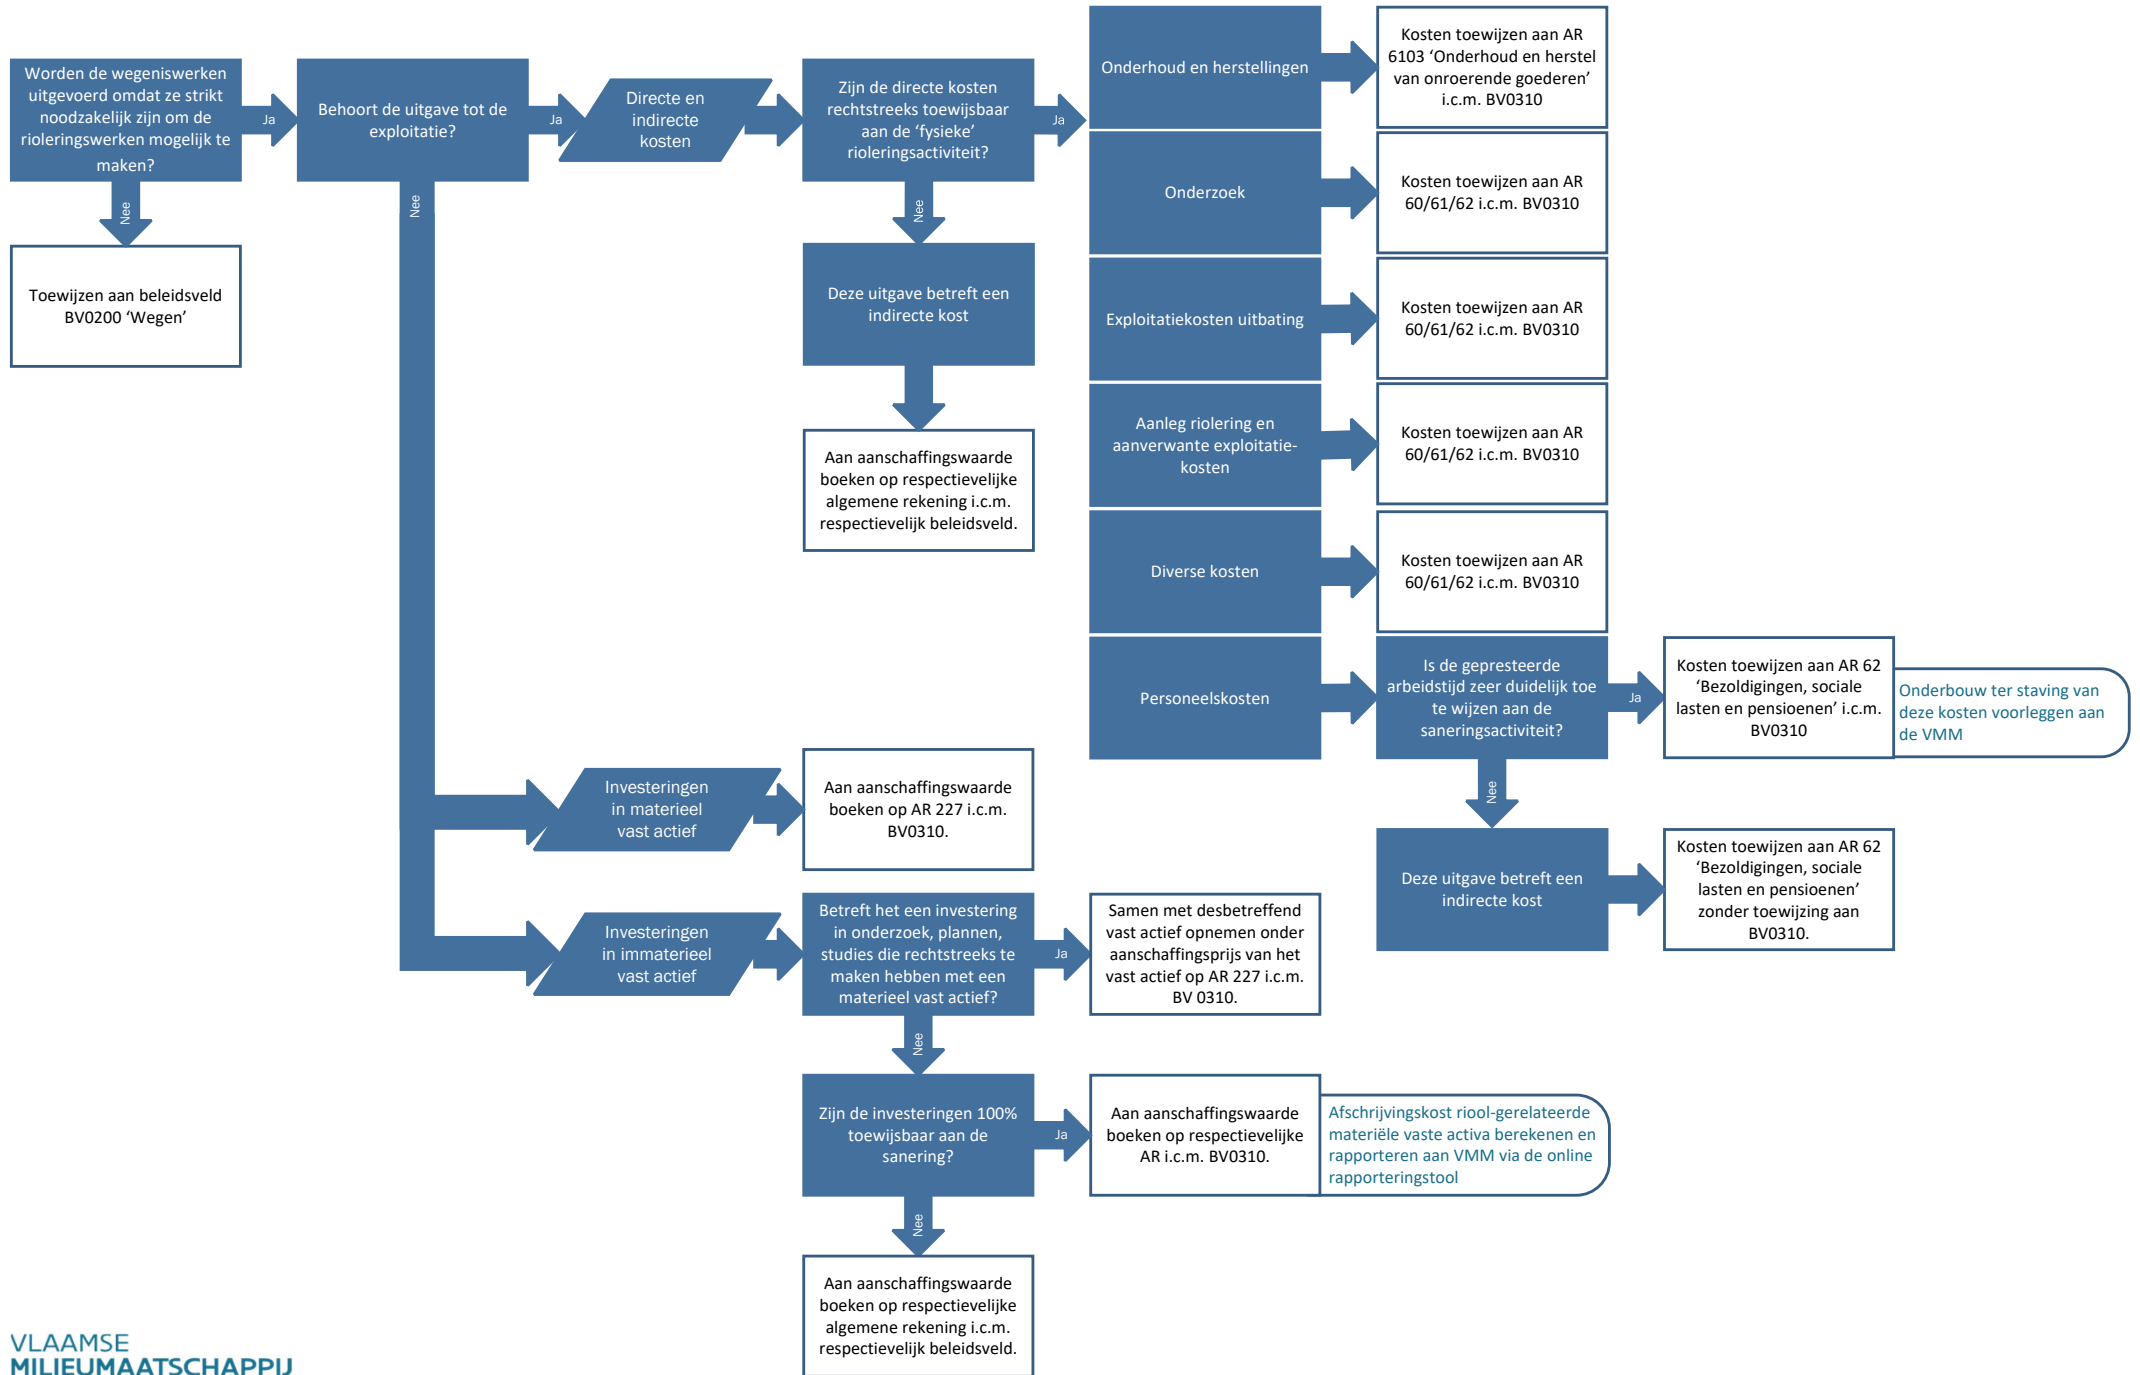 Worden de wegeniswerken
uitgevoerd omdat ze strikt
noodzakelijk zijn om de
rioleringswerken mogelijk te
maken?
Ja
Nee
Toewijzen aan beleidsveld
BV0200 ‘Wegen’
Behoort de uitgave tot de
exploitatie?
Ja
Nee
Directe en
indirecte
kosten
Zijn de directe kosten
rechtstreeks toewijsbaar
aan de ‘fysieke’
rioleringsactiviteit?
Ja
Nee
Deze uitgave betreft een
indirecte kost
Aan aanschaffingswaarde
boeken op respectievelijke
algemene rekening i.c.m.
respectievelijk beleidsveld.
Onderhoud en herstellingen
Kosten toewijzen aan AR
6103 ‘Onderhoud en herstel
van onroerende goederen’
i.c.m. BV0310
Onderzoek
Kosten toewijzen aan AR
60/61/62 i.c.m. BV0310
Exploitatiekosten uitbating
Kosten toewijzen aan AR
60/61/62 i.c.m. BV0310
Aanleg riolering en
aanverwante exploitatie-
kosten
Kosten toewijzen aan AR
60/61/62 i.c.m. BV0310
Diverse kosten
Kosten toewijzen aan AR
60/61/62 i.c.m. BV0310
Personeelskosten
Is de gepresteerde
arbeidstijd zeer duidelijk toe
te wijzen aan de
saneringsactiviteit?
Ja
Kosten toewijzen aan AR 62
‘Bezoldigingen, sociale
lasten en pensioenen’ i.c.m.
BV0310
Onderbouw ter staving van
deze kosten voorleggen aan
de VMM
Nee
Deze uitgave betreft een
indirecte kost
Kosten toewijzen aan AR 62
‘Bezoldigingen, sociale
lasten en pensioenen’
zonder toewijzing aan
BV0310.
Investeringen
in materieel
vast actief
Aan aanschaffingswaarde
boeken op AR 227 i.c.m.
BV0310.
Investeringen
in immaterieel
vast actief
Betreft het een investering
in onderzoek, plannen,
studies die rechtstreeks te
maken hebben met een
materieel vast actief?
Ja
Samen met desbetreffend
vast actief opnemen onder
aanschaffingsprijs van het
vast actief op AR 227 i.c.m.
BV 0310.
Nee
Zijn de investeringen 100%
toewijsbaar aan de
sanering?
Ja
Aan aanschaffingswaarde
boeken op respectievelijke
AR i.c.m. BV0310.
Afschrijvingskost riool-gerelateerde
materiële vaste activa berekenen en
rapporteren aan VMM via de online
rapporteringstool
Nee
Aan aanschaffingswaarde
boeken op respectievelijke
algemene rekening i.c.m.
respectievelijk beleidsveld.
VLAAMSE
MILIEUMAATSCHAPPIJ